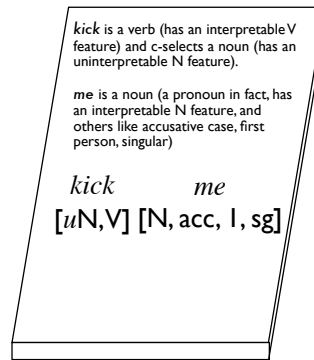 kick is a verb (has an interpretable V
feature) and c-selects a noun (has an
uninterpretable N feature).
me is a noun (a pronoun in fact, has
an interpretable N feature, and
others like accusative case, first
person, singular)
kick me
[uN,V] [N, acc, 1, sg]